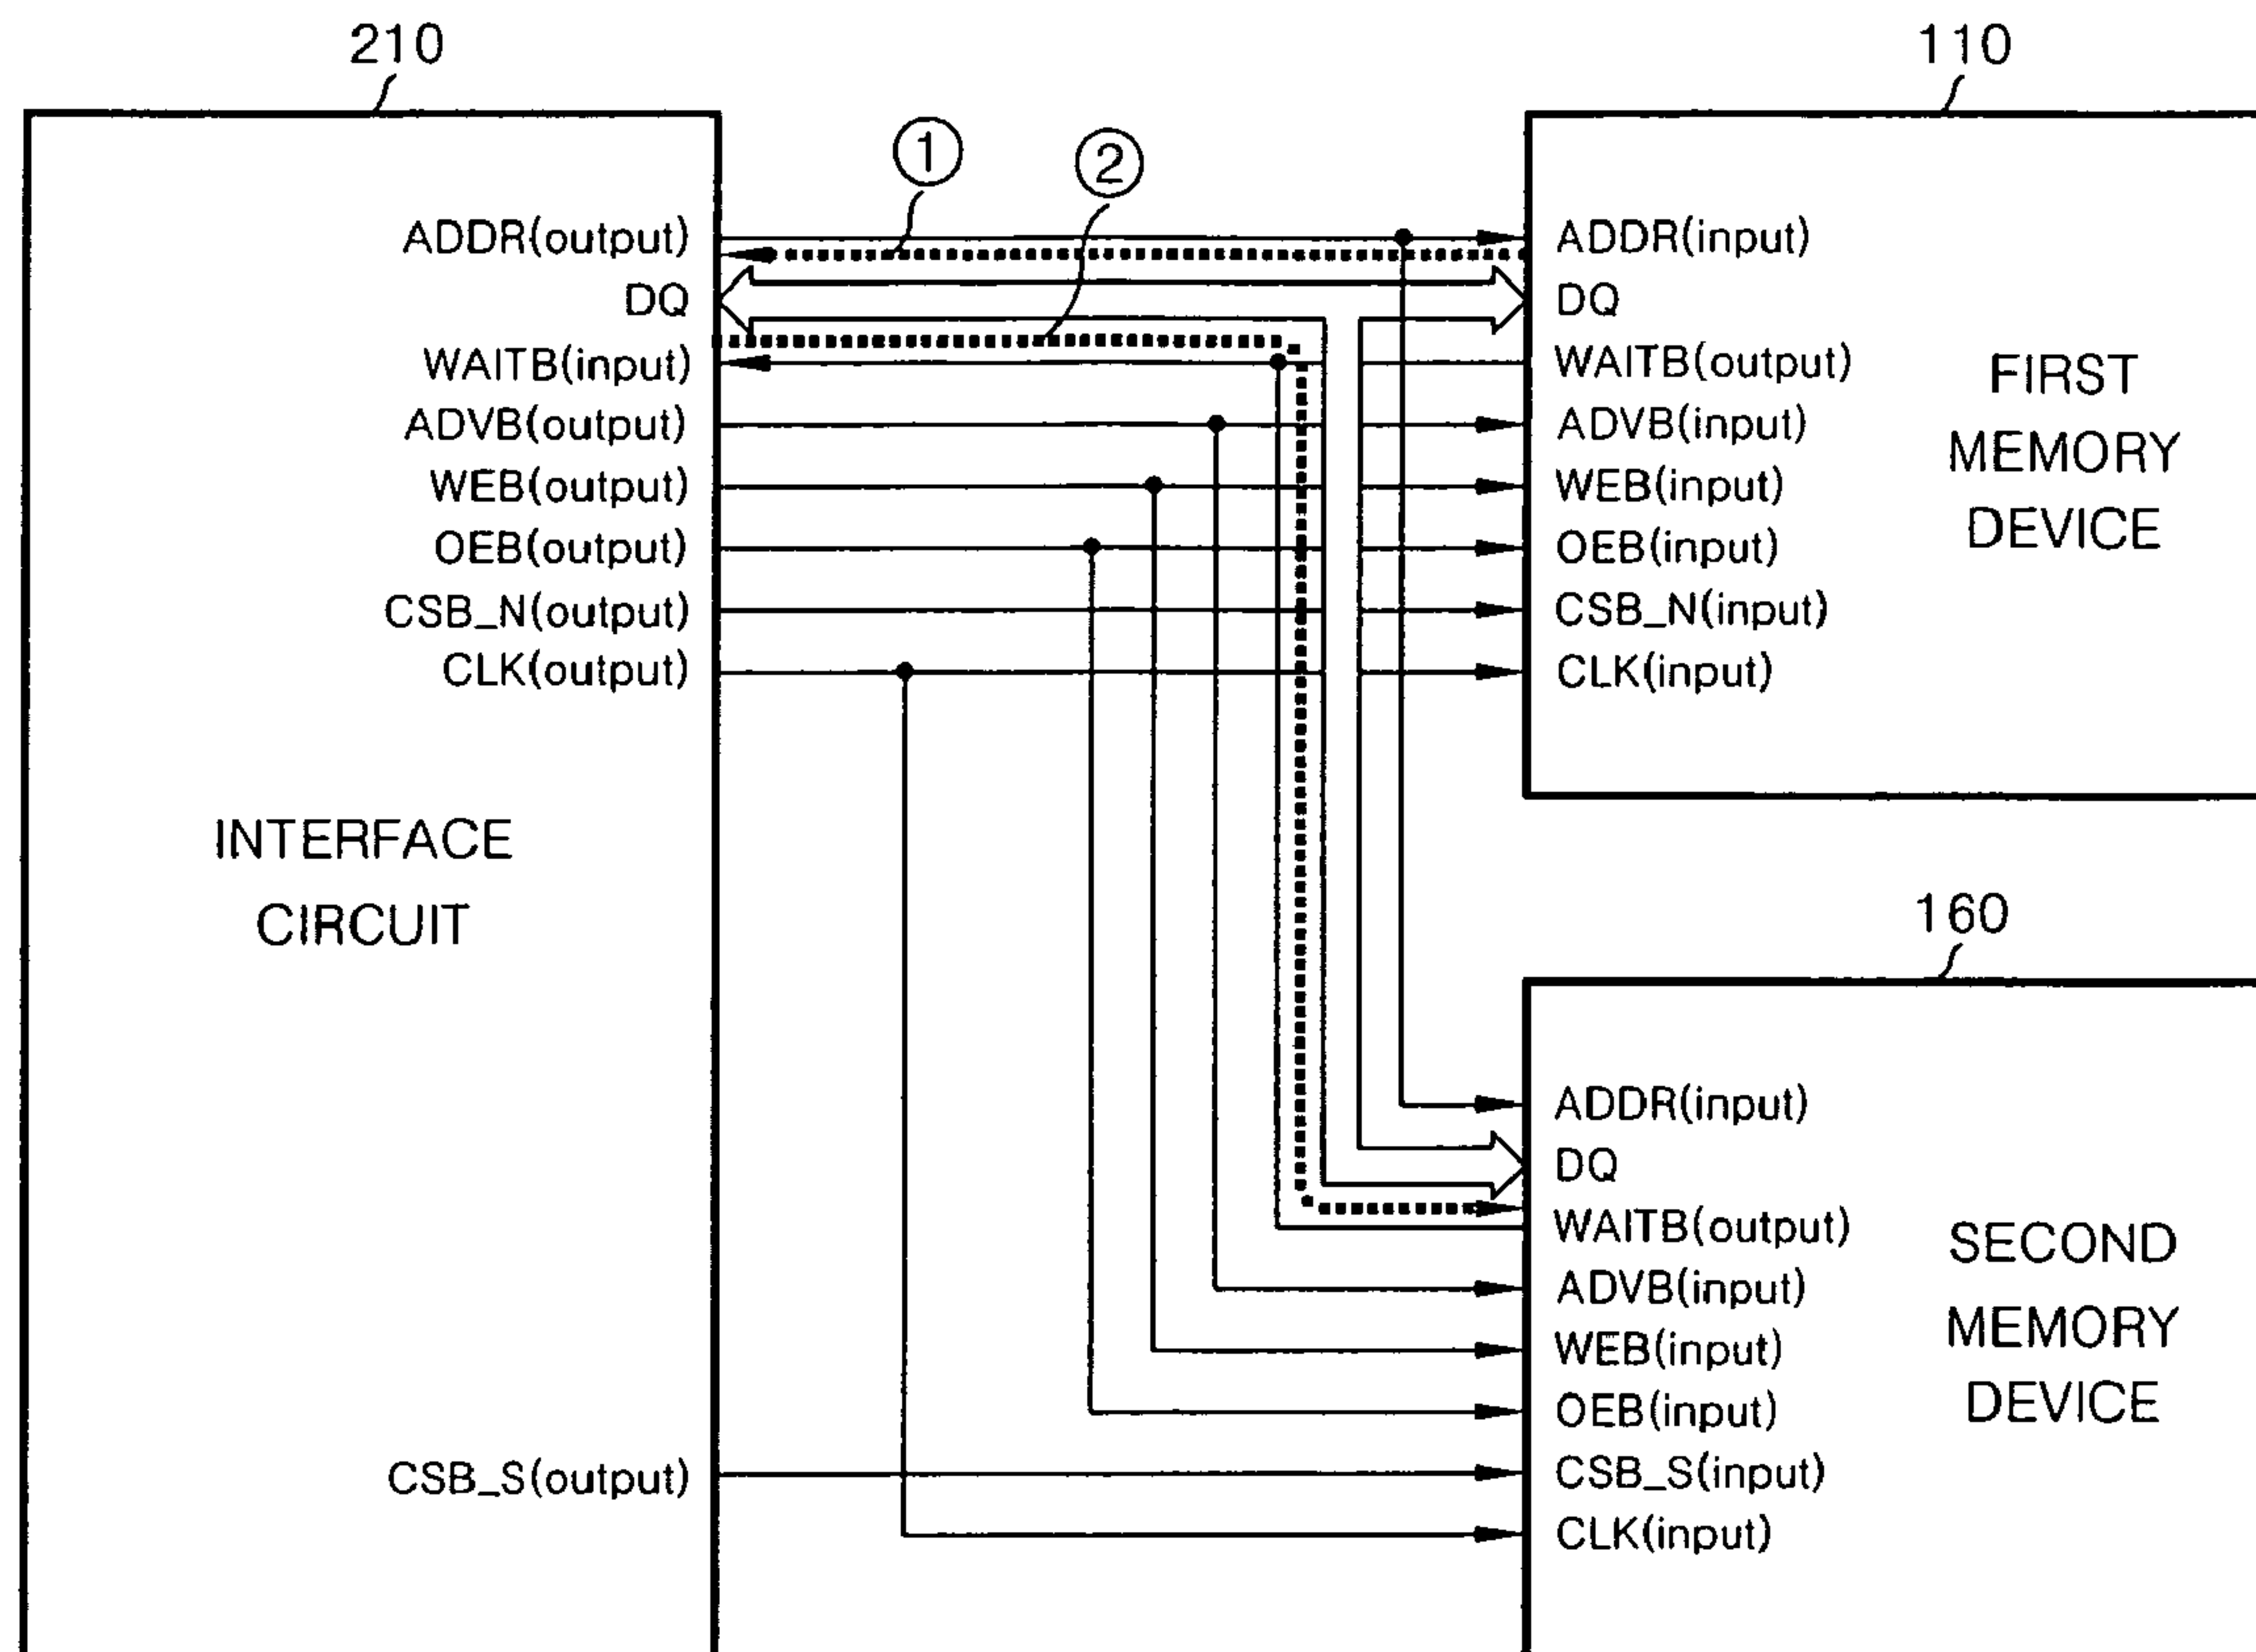 210
110
①
②
ADDR(output)
DQ
WAITB(input)
ADVB(output)
WEB(output)
OEB(output)
CSB_N(output)
CLK(output)
INTERFACE
CIRCUIT
CSB_S(output)
ADDR(input)
DQ
WAITB(output)
ADVB(input)
WEB(input)
OEB(input)
CSB_N(input)
CLK(input)
FIRST
MEMORY
DEVICE
160
ADDR(input)
DQ
WAITB(output)
ADVB(input)
WEB(input)
OEB(input)
CSB_S(input)
CLK(input)
SECOND
MEMORY
DEVICE